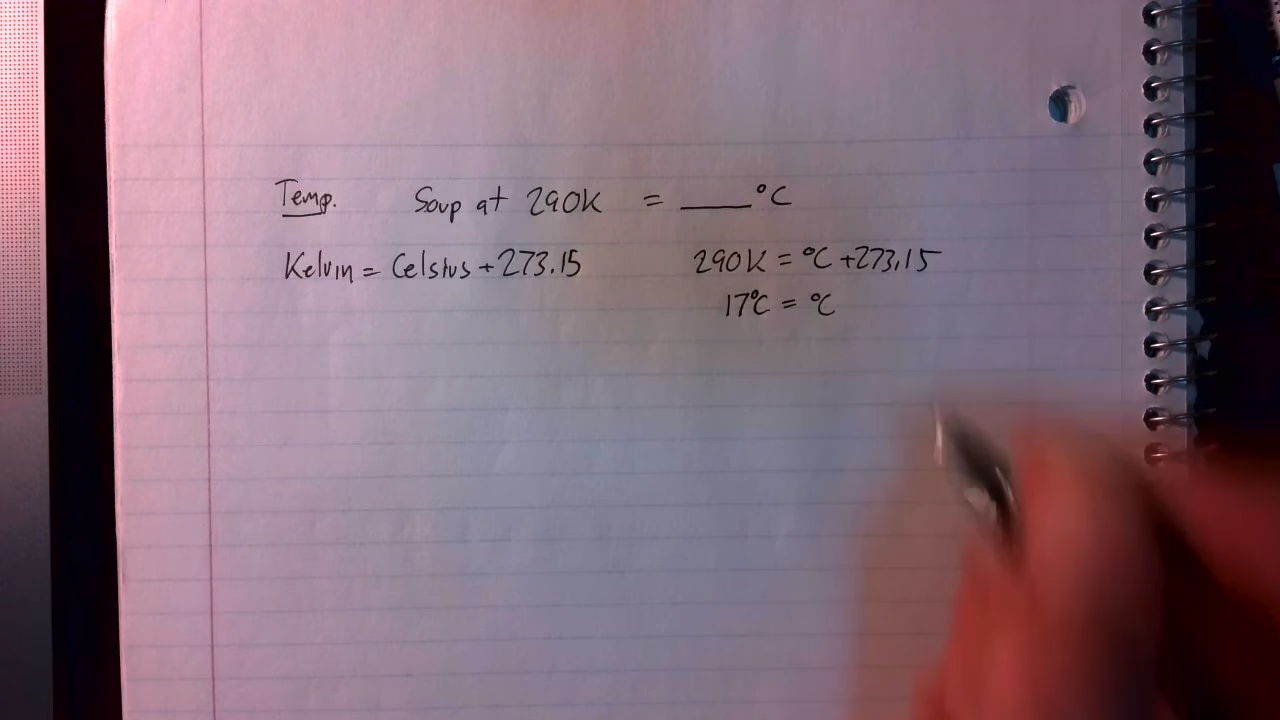 Temp. Soup at 290K = ____°C
Kelvin = Celsius + 273.15 290K = °C + 273.15
17°C = °C